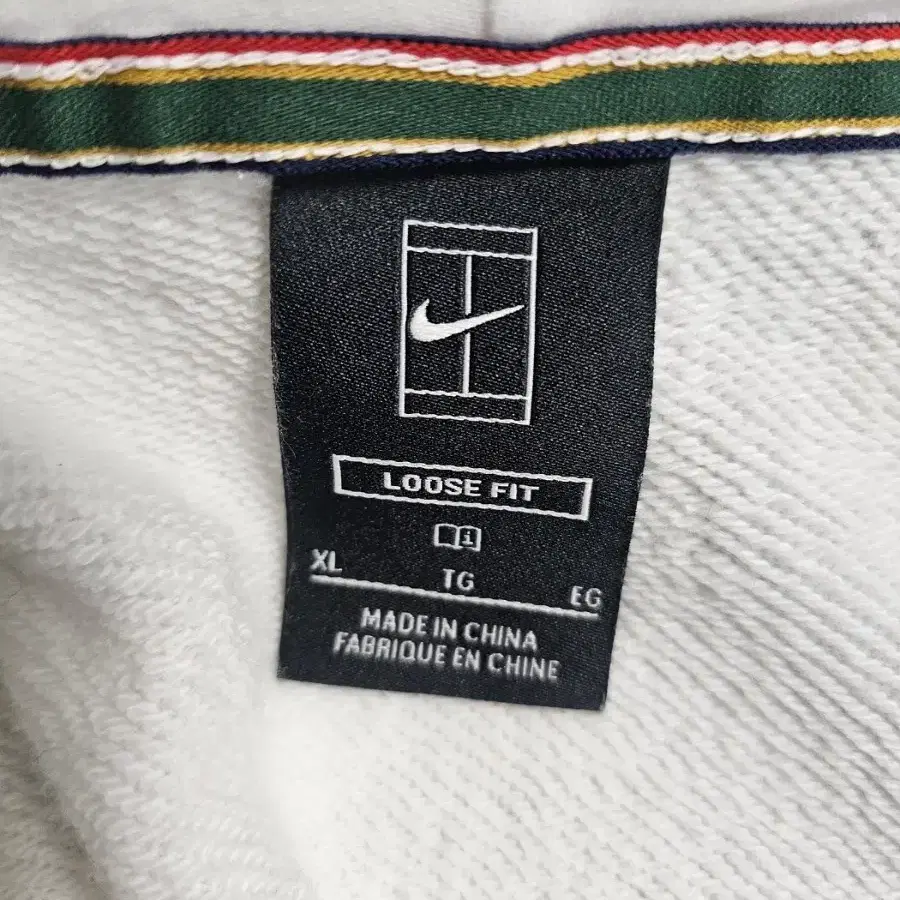 LOOSE FIT
i
XL TG EG
MADE IN CHINA
FABRIQUE EN CHINE